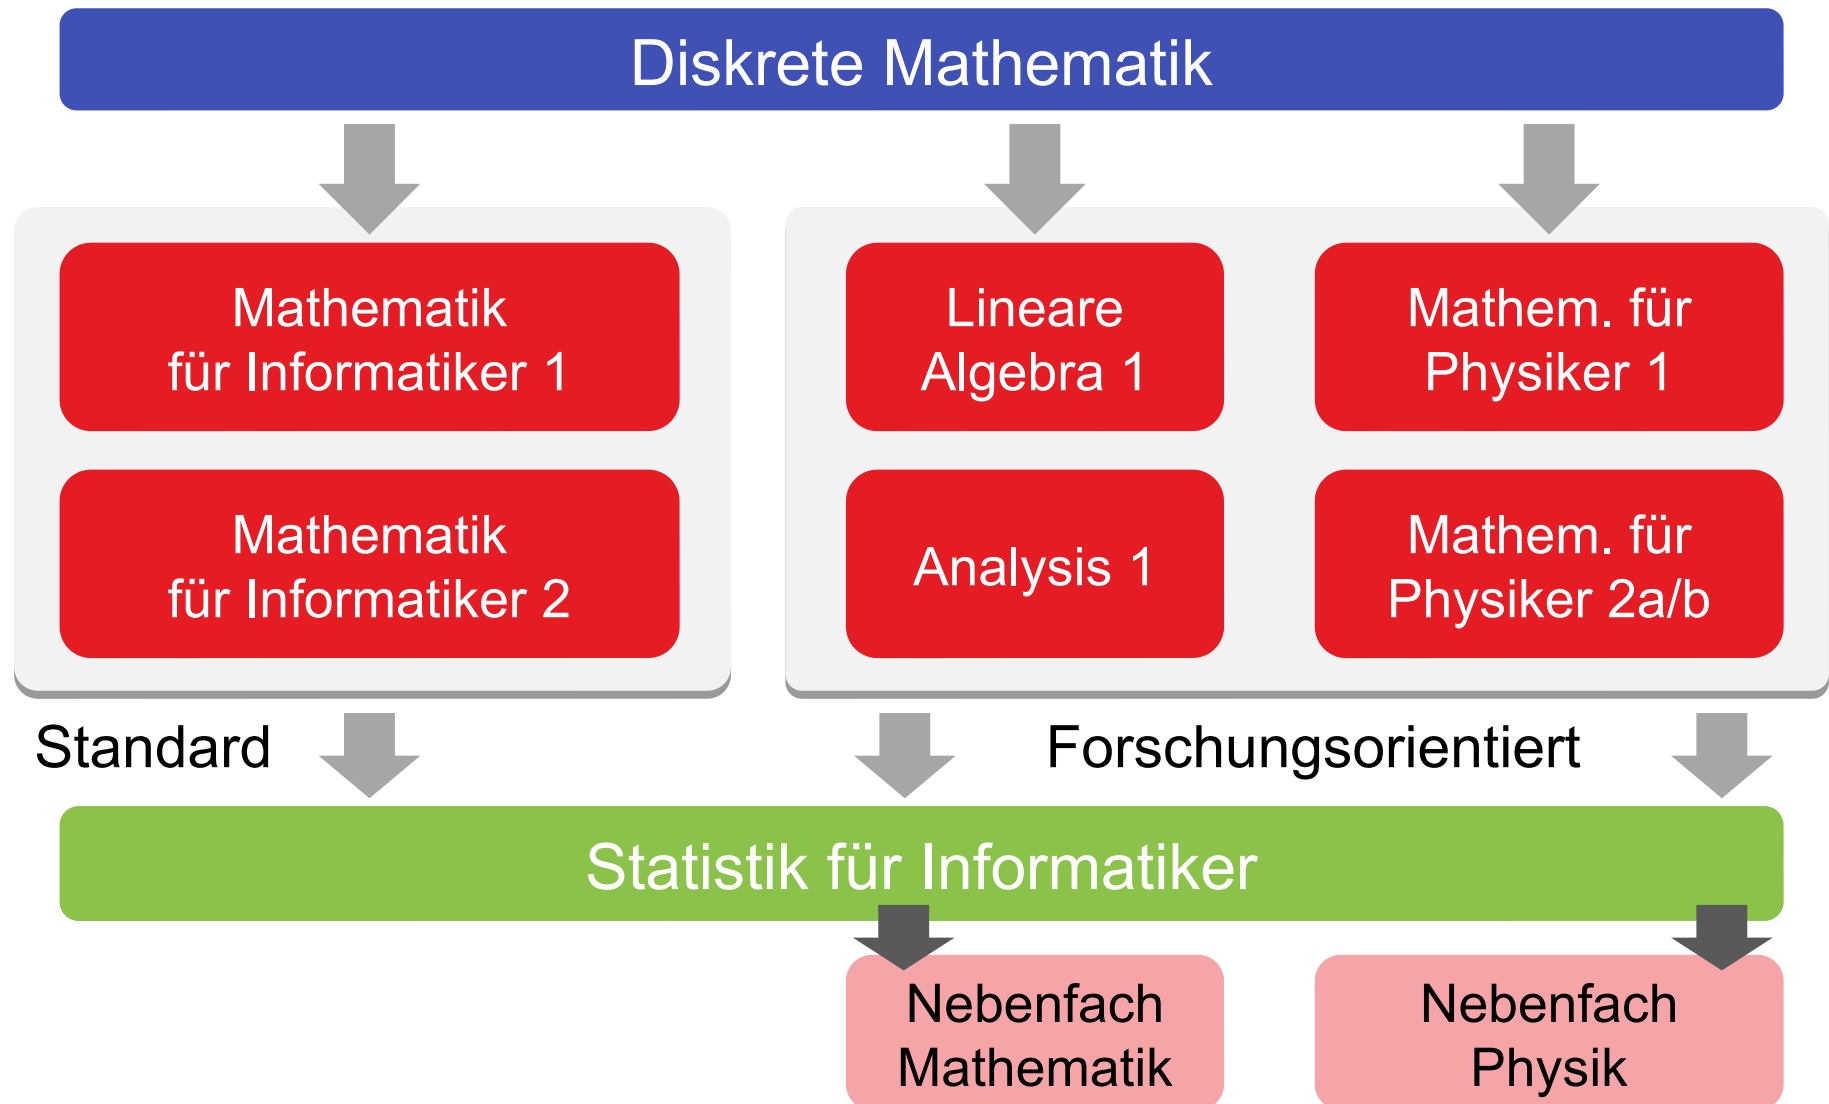 Diskrete Mathematik
Mathematik
für Informatiker 1
Lineare
Algebra 1
Mathem. für
Physiker 1
Mathematik
für Informatiker 2
Analysis 1
Mathem. für
Physiker 2a/b
Standard
Forschungsorientiert
Statistik für Informatiker
Nebenfach
Mathematik
Nebenfach
Physik